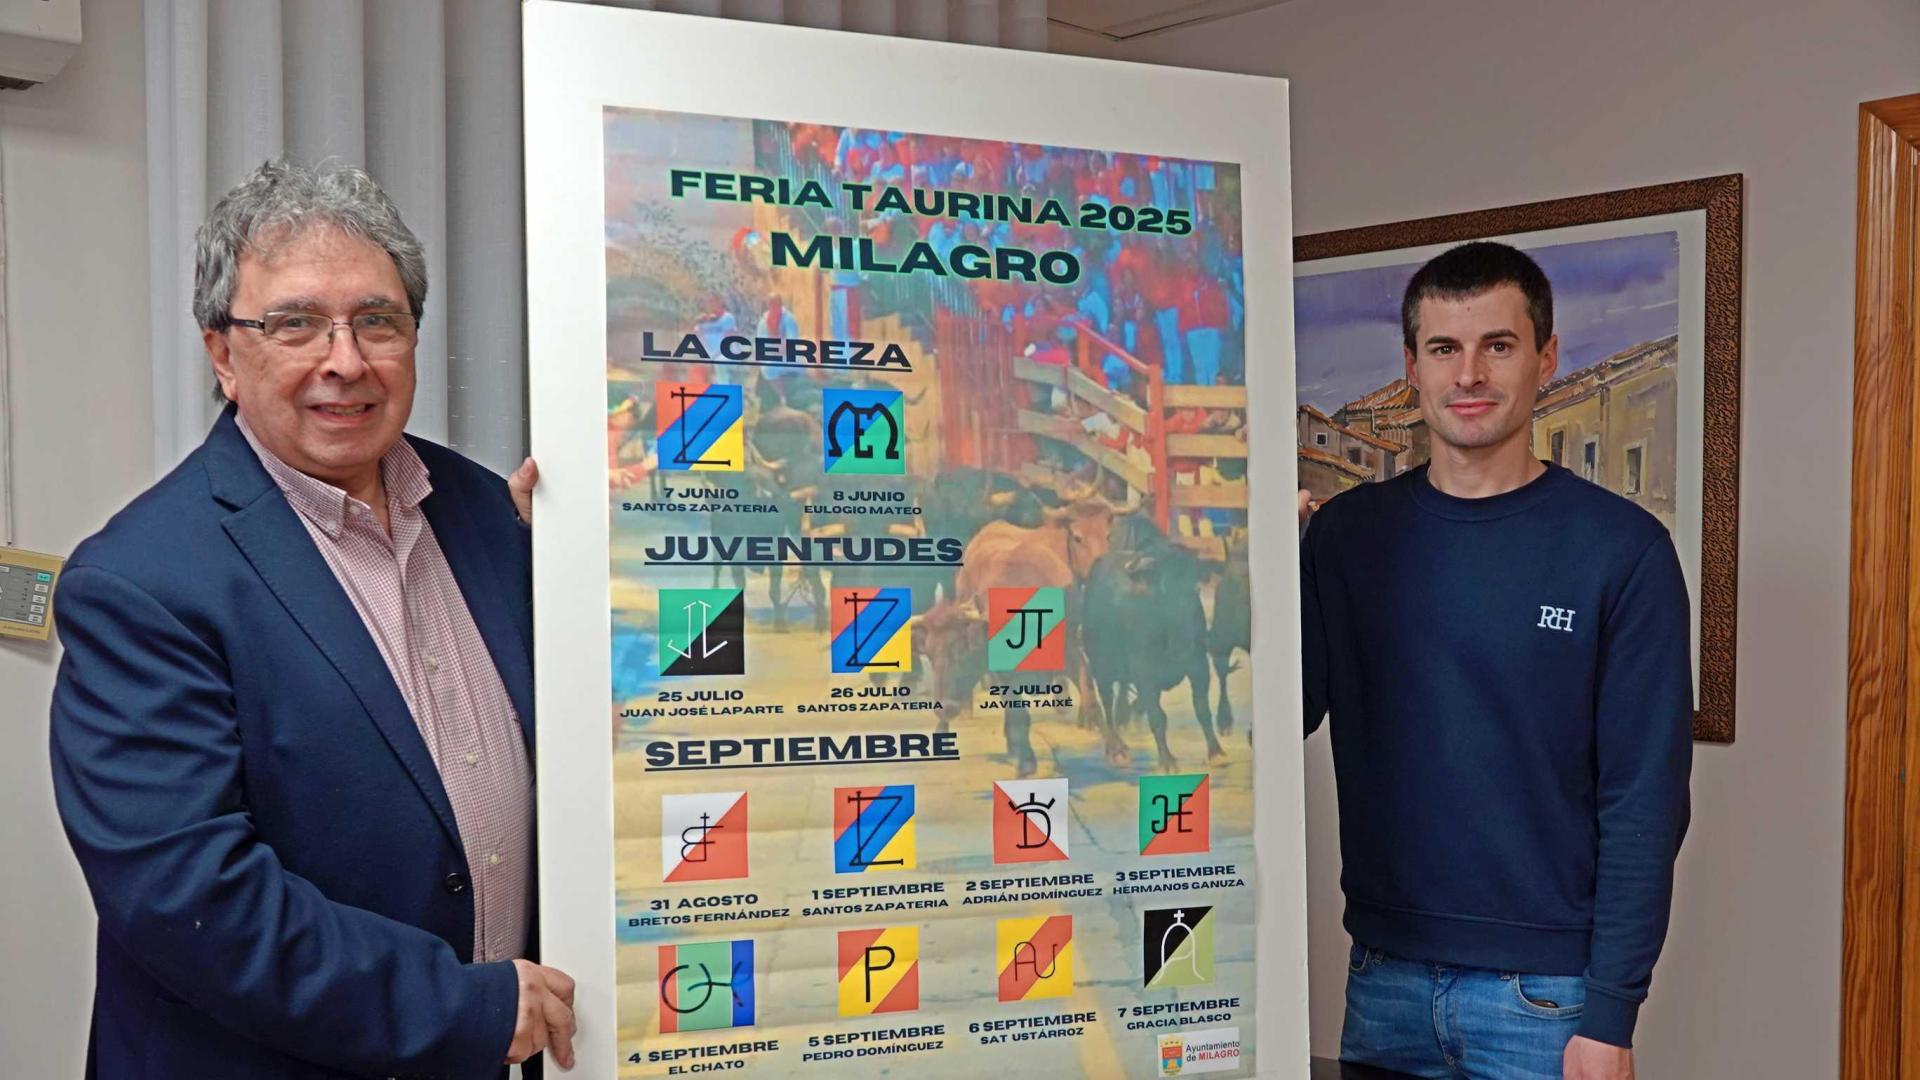 FERIA TAURINA 2025
MILAGRO
LA CEREZA
7 JUNIO
SANTOS ZAPATERIA
8 JUNIO
EULOGIO MATEO
JUVENTUDES
25 JULIO
JUAN JOSÉ LAPARTE
26 JULIO
SANTOS ZAPATERIA
27 JULIO
JAVIER TAIXÉ
SEPTIEMBRE
31 AGOSTO
BRETOS FERNÁNDEZ
1 SEPTIEMBRE
SANTOS ZAPATERIA
2 SEPTIEMBRE
ADRIÁN DOMÍNGUEZ
3 SEPTIEMBRE
HERMANOS GANUZA
P
4 SEPTIEMBRE
EL CHATO
5 SEPTIEMBRE
PEDRO DOMÍNGUEZ
6 SEPTIEMBRE
SAT USTÁRROZ
7 SEPTIEMBRE
GRACIA BLASCO
Ayuntamiento
de MILAGRO
RH